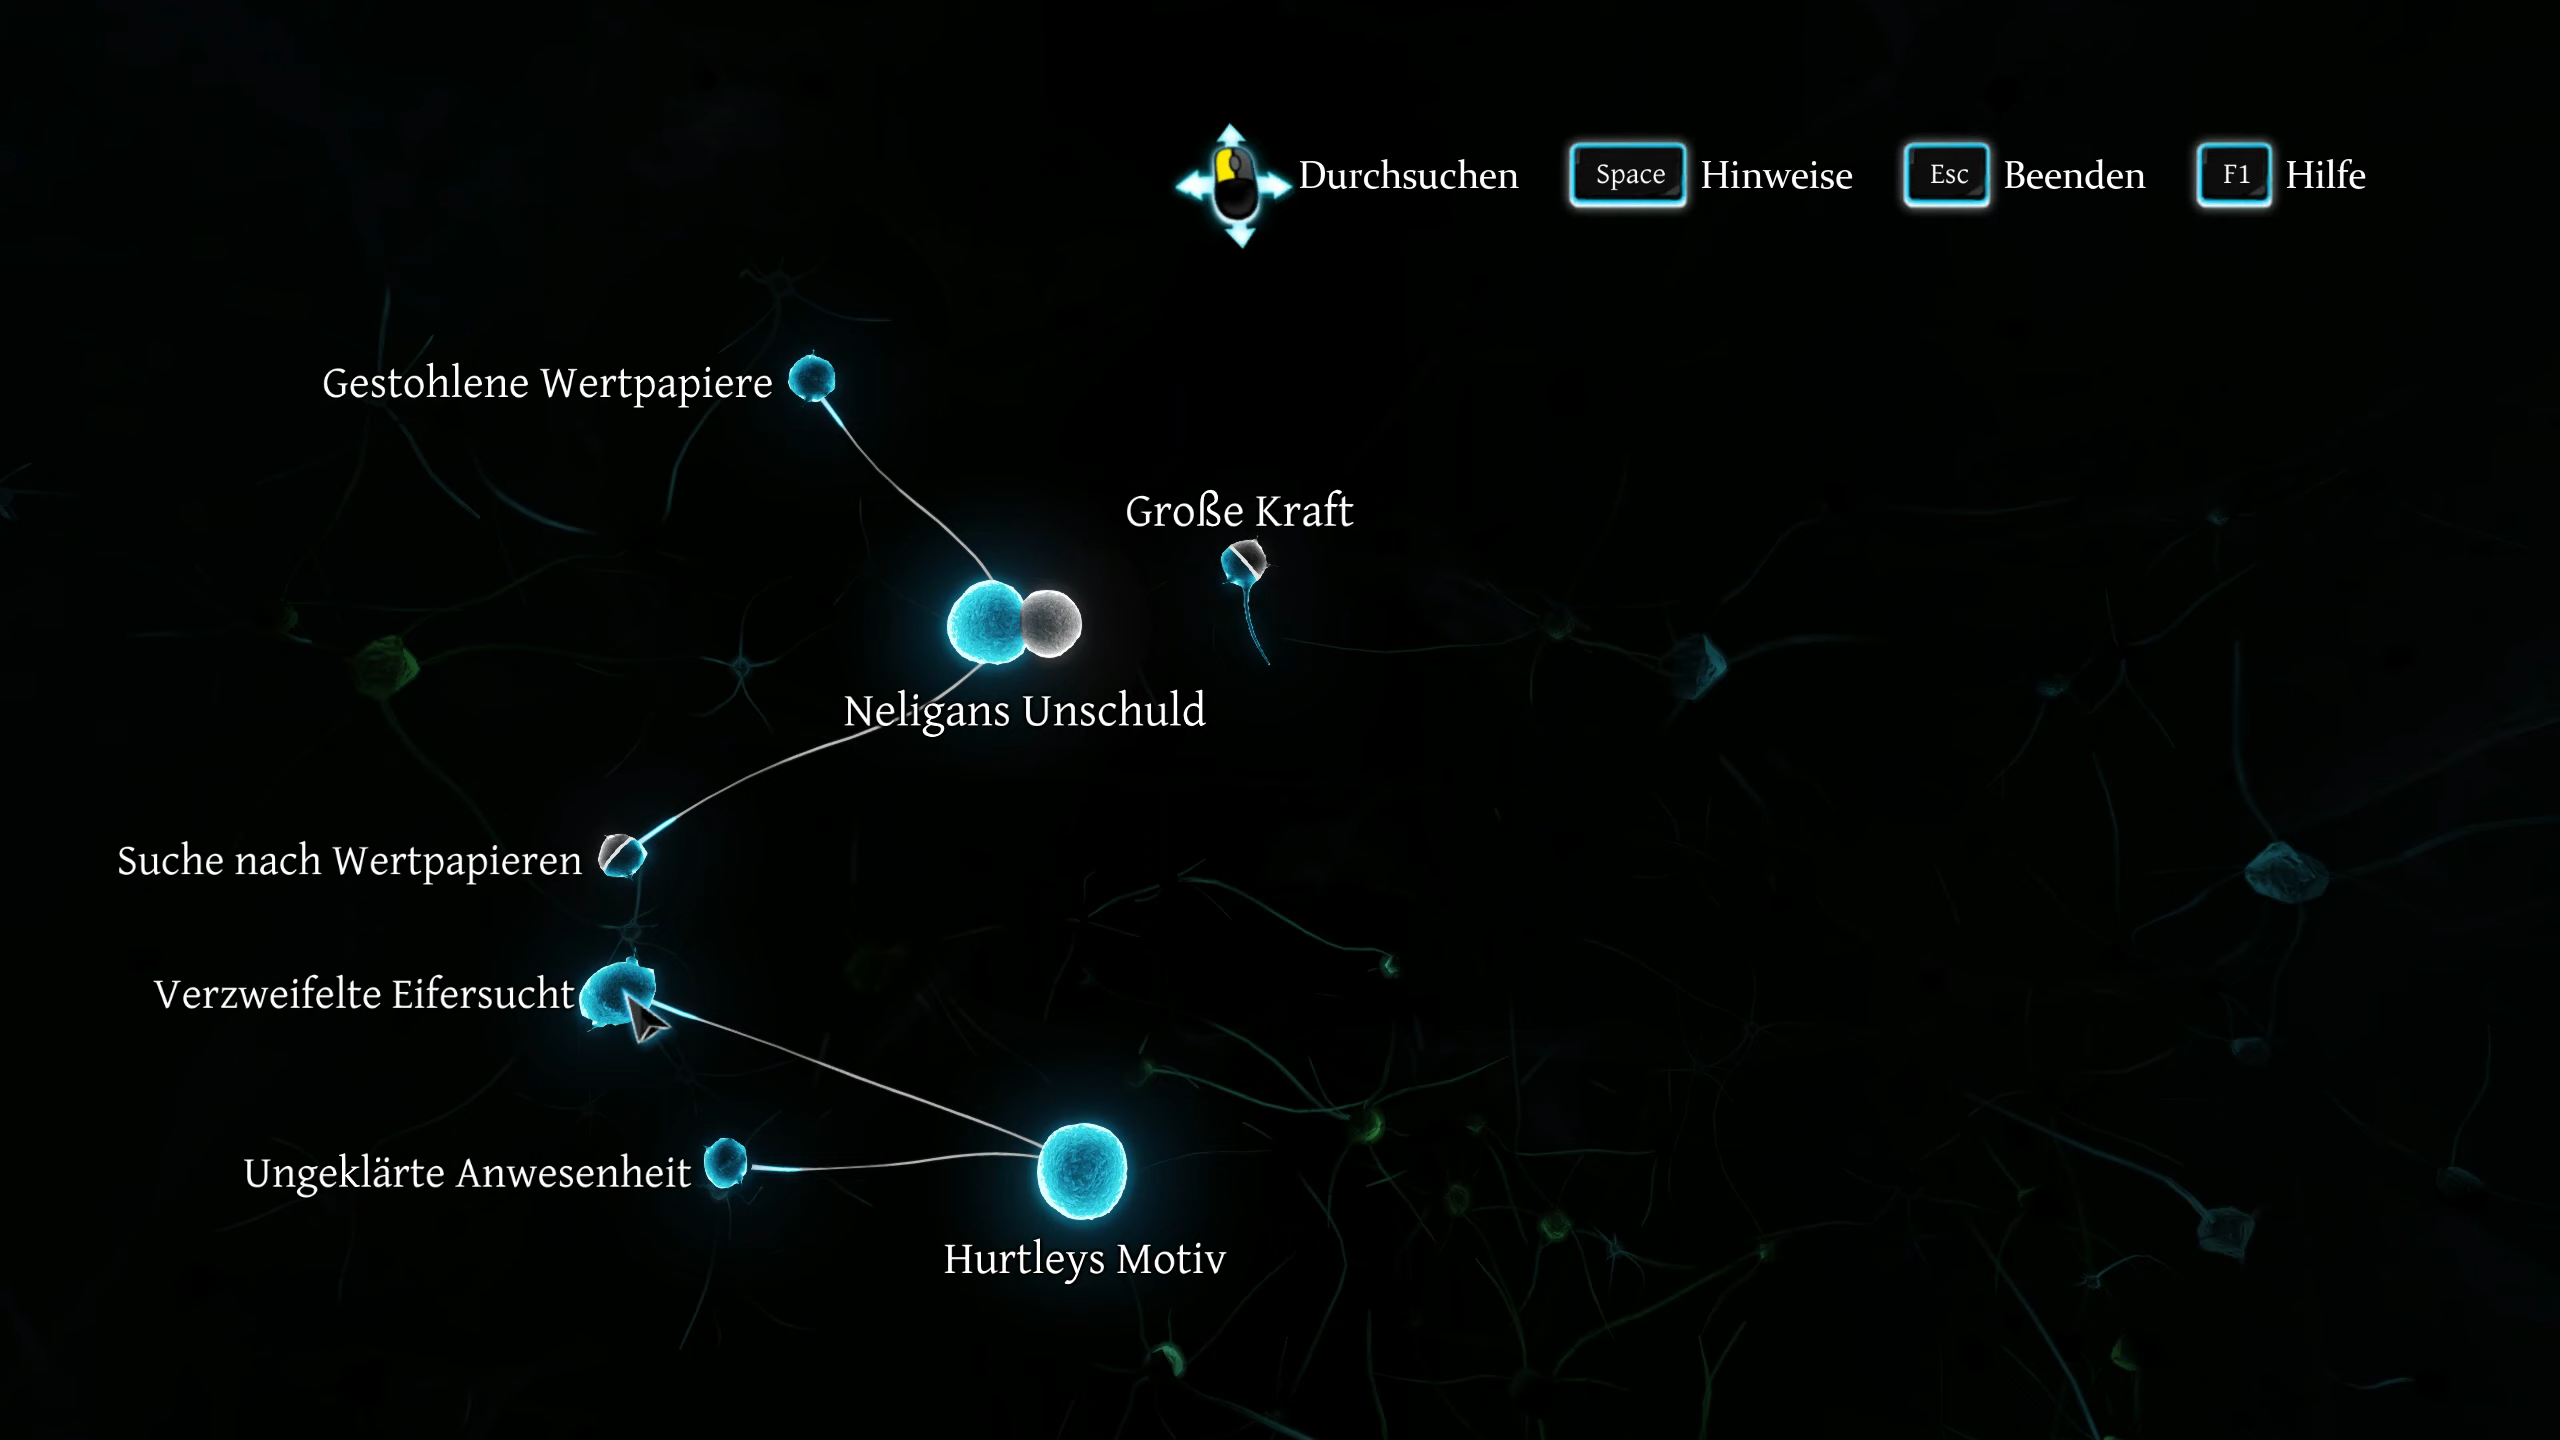 Durchsuchen
Space Hinweise
Esc Beenden
F1 Hilfe
Gestohlene Wertpapiere
Große Kraft
Neligans Unschuld
Suche nach Wertpapieren
Verzweifelte Eifersucht
Ungeklärte Anwesenheit
Hurtleys Motiv